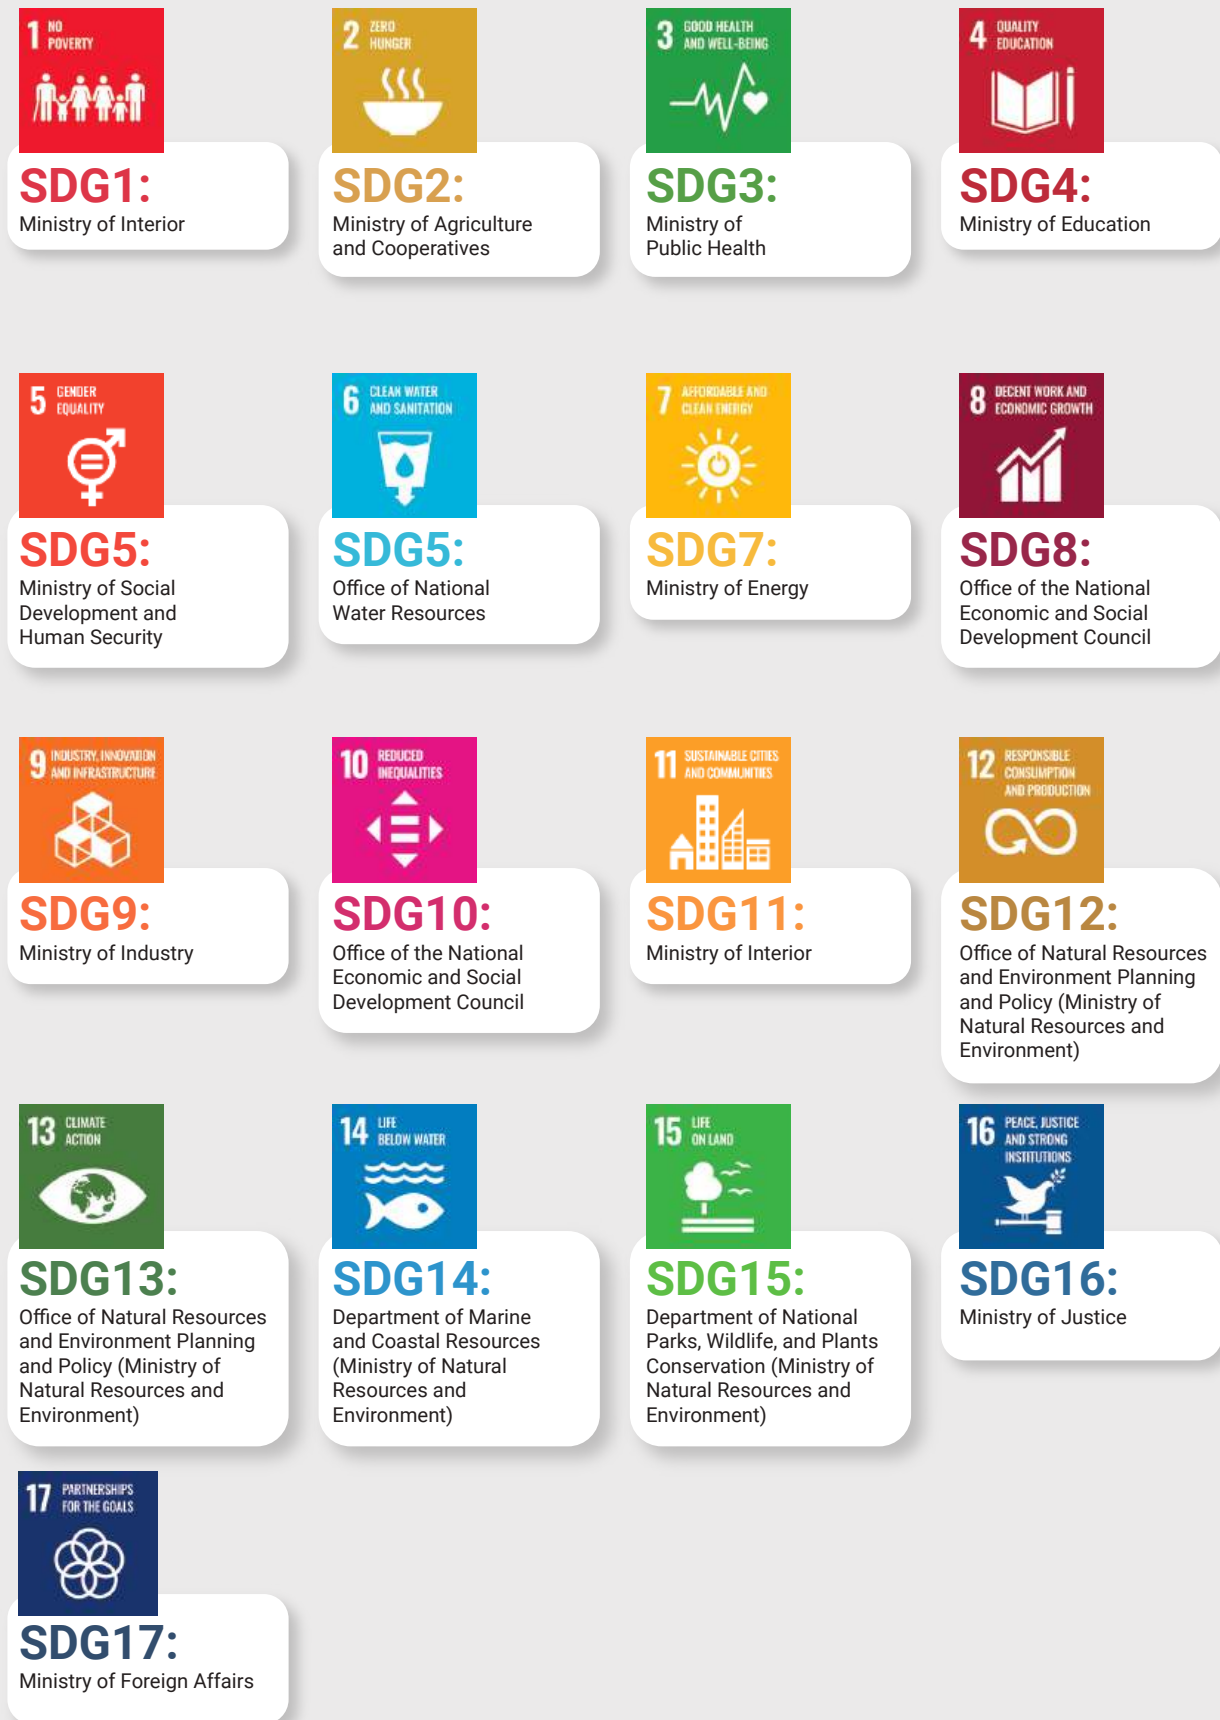 1 NO
POVERTY
SDG1:
Ministry of Interior
2 ZERO
HUNGER
SDG2:
Ministry of Agriculture
and Cooperatives
3 GOOD HEALTH
AND WELL-BEING
SDG3:
Ministry of
Public Health
4 QUALITY
EDUCATION
SDG4:
Ministry of Education
5 GENDER
EQUALITY
SDG5:
Ministry of Social
Development and
Human Security
6 CLEAN WATER
AND SANITATION
SDG5:
Office of National
Water Resources
7 AFFORDABLE AND
CLEAN ENERGY
SDG7:
Ministry of Energy
8 DECENT WORK AND
ECONOMIC GROWTH
SDG8:
Office of the National
Economic and Social
Development Council
9 INDUSTRY, INNOVATION
AND INFRASTRUCTURE
SDG9:
Ministry of Industry
10 REDUCED
INEQUALITIES
SDG10:
Office of the National
Economic and Social
Development Council
11 SUSTAINABLE CITIES
AND COMMUNITIES
SDG11:
Ministry of Interior
12 RESPONSIBLE
CONSUMPTION
AND PRODUCTION
SDG12:
Office of Natural Resources
and Environment Planning
and Policy (Ministry of
Natural Resources and
Environment)
13 CLIMATE
ACTION
SDG13:
Office of Natural Resources
and Environment Planning
and Policy (Ministry of
Natural Resources and
Environment)
14 LIFE
BELOW WATER
SDG14:
Department of Marine
and Coastal Resources
(Ministry of Natural
Resources and
Environment)
15 LIFE
ON LAND
SDG15:
Department of National
Parks, Wildlife, and Plants
Conservation (Ministry of
Natural Resources and
Environment)
16 PEACE, JUSTICE
AND STRONG
INSTITUTIONS
SDG16:
Ministry of Justice
17 PARTNERSHIPS
FOR THE GOALS
SDG17:
Ministry of Foreign Affairs